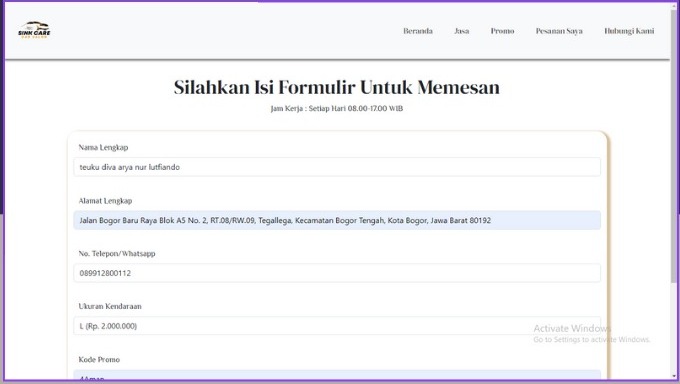 SINK CARE
CAR SALON
Beranda Jasa Promo Pesanan Saya Hubungi Kami
Silahkan Isi Formulir Untuk Memesan
Jam Kerja : Setiap Hari 08.00-17.00 WIB
Nama Lengkap
teuku diva arya nur lutfiando
Alamat Lengkap
Jalan Bogor Baru Raya Blok A5 No. 2, RT.08/RW.09, Tegallega, Kecamatan Bogor Tengah, Kota Bogor, Jawa Barat 80192
No. Telepon/Whatsapp
089912800112
Ukuran Kendaraan
L (Rp. 2.000.000)
Activate Windows
Go to Settings to activate Windows.
Kode Promo